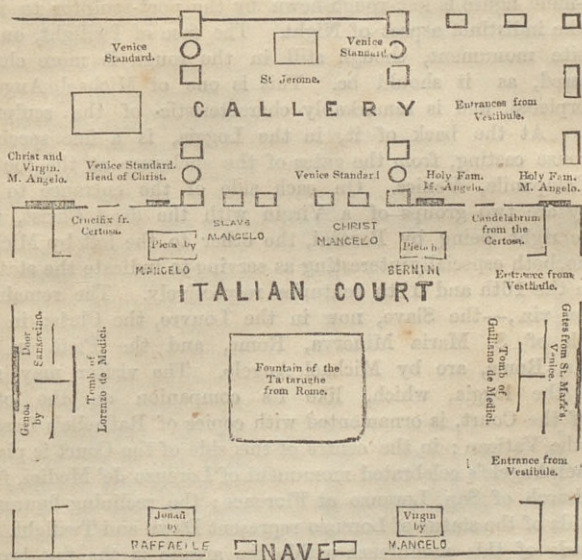 Venice
Standard.
Venice
Standard.
St Jerome.
CALLERY
Entrances from
Vestibule.
Christ and
Virgin.
M. Angelo.
Venice Standard.
Head of Christ.
Venice Standard
Holy Fam.
M. Angelo.
Holy Fam.
M. Angelo.
Crucifix fr.
Certosa.
SLAVE
M.ANGELO
CHRIST
M.ANGELO
Candelabrum
from the
Certosa.
Pieta by
M.ANGELO
Pieta b
BERNINI
Entrance from
Vestibule.
ITALIAN COURT
Genoa
by
Door
Tomb of
Lorenzo de Medici.
Fountain of the
Tartarughe
from Rome.
Tomb of
Guiliano de Medici
Gates from St. Mark's
Venice.
Entrance from
Vestibule.
Jonah
by
RAFFAELLE
Virgin
by
M.ANGELO
NAVE